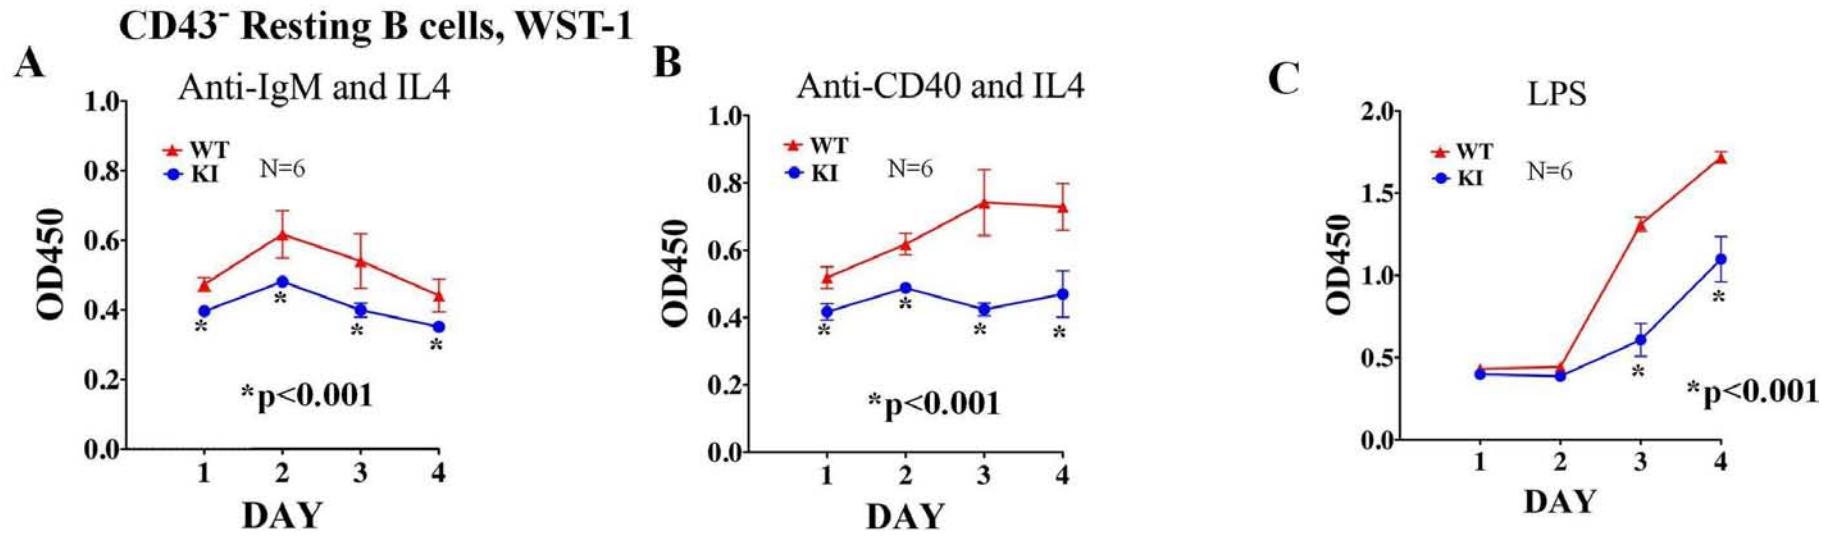 CD43⁻ Resting B cells, WST-1
A
Anti-IgM and IL4
1.0
0.8
0.6
0.4
0.2
0.0
OD450
WT
KI
N=6
*
*
*
*
*p<0.001
1 2 3 4
DAY
B
Anti-CD40 and IL4
1.0
0.8
0.6
0.4
0.2
0.0
OD450
WT
KI
N=6
*
*
*
*
*p<0.001
1 2 3 4
DAY
C
LPS
2.0
1.5
1.0
0.5
0.0
OD450
WT
KI
N=6
*
*
*p<0.001
1 2 3 4
DAY